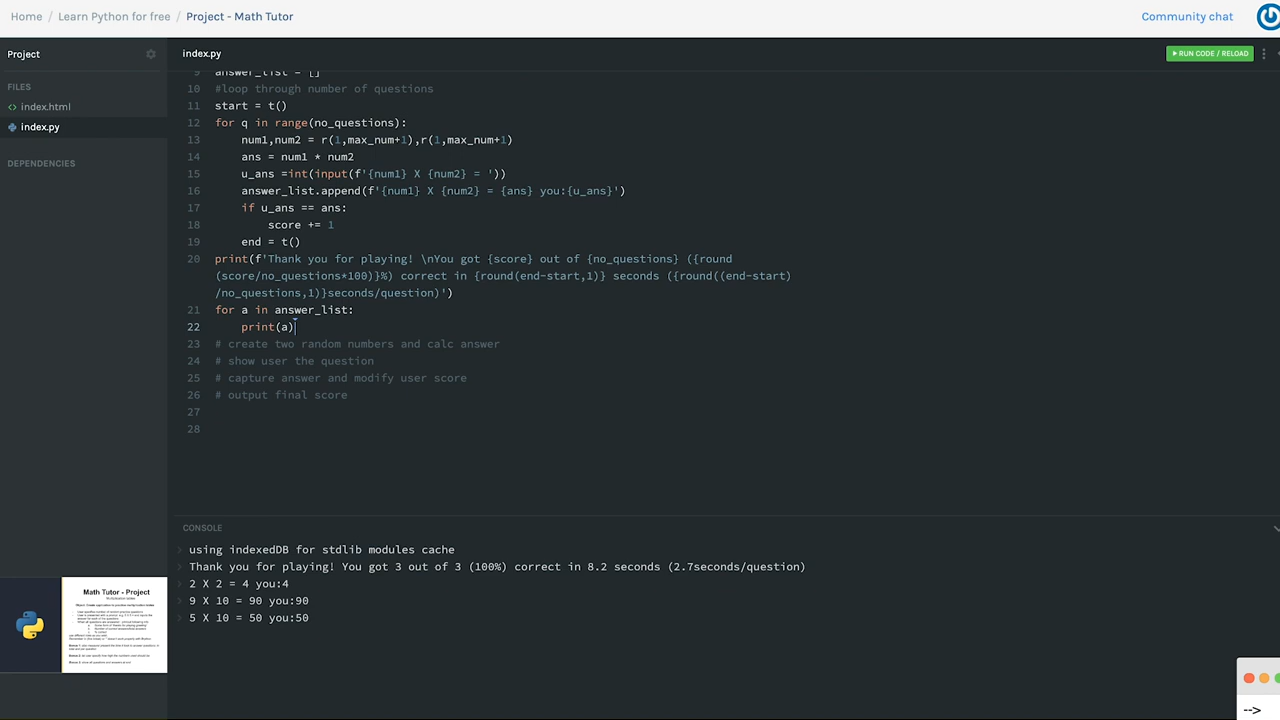 Home / Learn Python for free / Project - Math Tutor
Community chat
Project
index.py
RUN CODE / RELOAD
FILES
<> index.html
index.py
DEPENDENCIES
9 answer_list = []
10 #loop through number of questions
11 start = t()
12 for q in range(no_questions):
13 num1,num2 = r(1,max_num+1),r(1,max_num+1)
14 ans = num1 * num2
15 u_ans =int(input(f'{num1} X {num2} = '))
16 answer_list.append(f'{num1} X {num2} = {ans} you:{u_ans}')
17 if u_ans == ans:
18 score += 1
19 end = t()
20 print(f'Thank you for playing! \nYou got {score} out of {no_questions} ({round
(score/no_questions*100)}%) correct in {round(end-start,1)} seconds ({round((end-start)
/no_questions,1)}seconds/question)')
21 for a in answer_list:
22 print(a)
23 # create two random numbers and calc answer
24 # show user the question
25 # capture answer and modify user score
26 # output final score
27
28
CONSOLE
> using indexedDB for stdlib modules cache
> Thank you for playing! You got 3 out of 3 (100%) correct in 8.2 seconds (2.7seconds/question)
> 2 X 2 = 4 you:4
> 9 X 10 = 90 you:90
> 5 X 10 = 50 you:50
Math Tutor - Project
-->